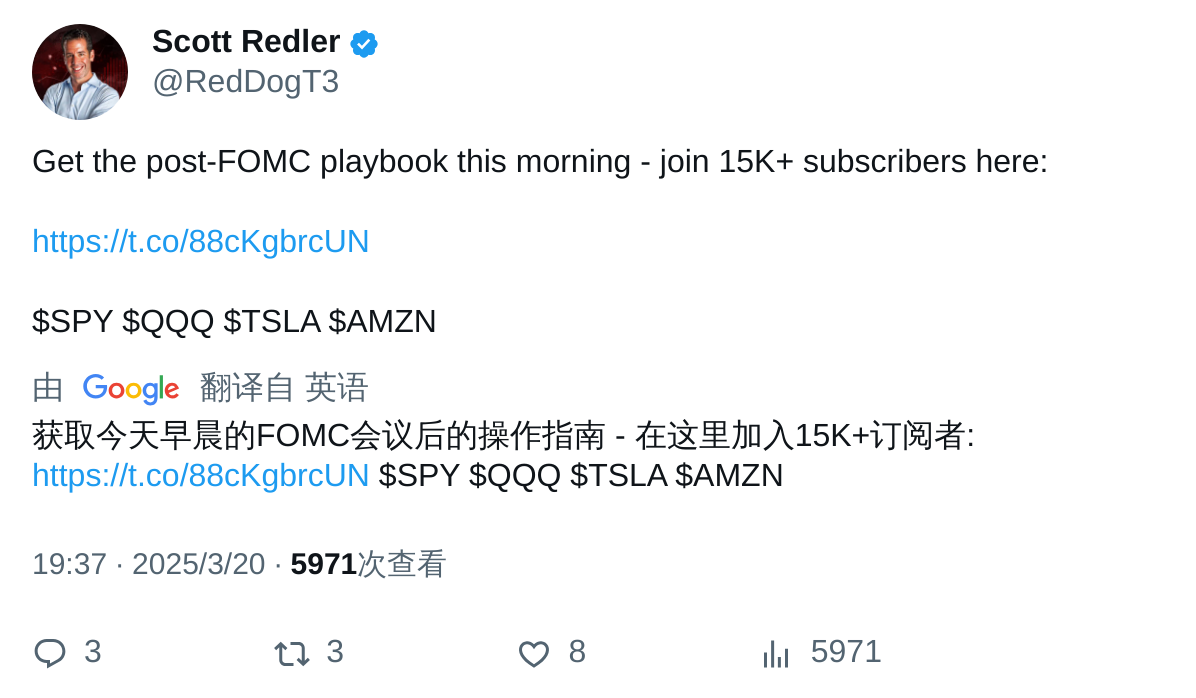 Scott Redler
@RedDogT3
Get the post-FOMC playbook this morning - join 15K+ subscribers here:
https://t.co/88cKgbrcUN
$SPY $QQQ $TSLA $AMZN
由 Google 翻译自 英语
获取今天早晨的FOMC会议后的操作指南 - 在这里加入15K+订阅者:
https://t.co/88cKgbrcUN $SPY $QQQ $TSLA $AMZN
19:37 · 2025/3/20 · 5971次查看
3 3 8 5971